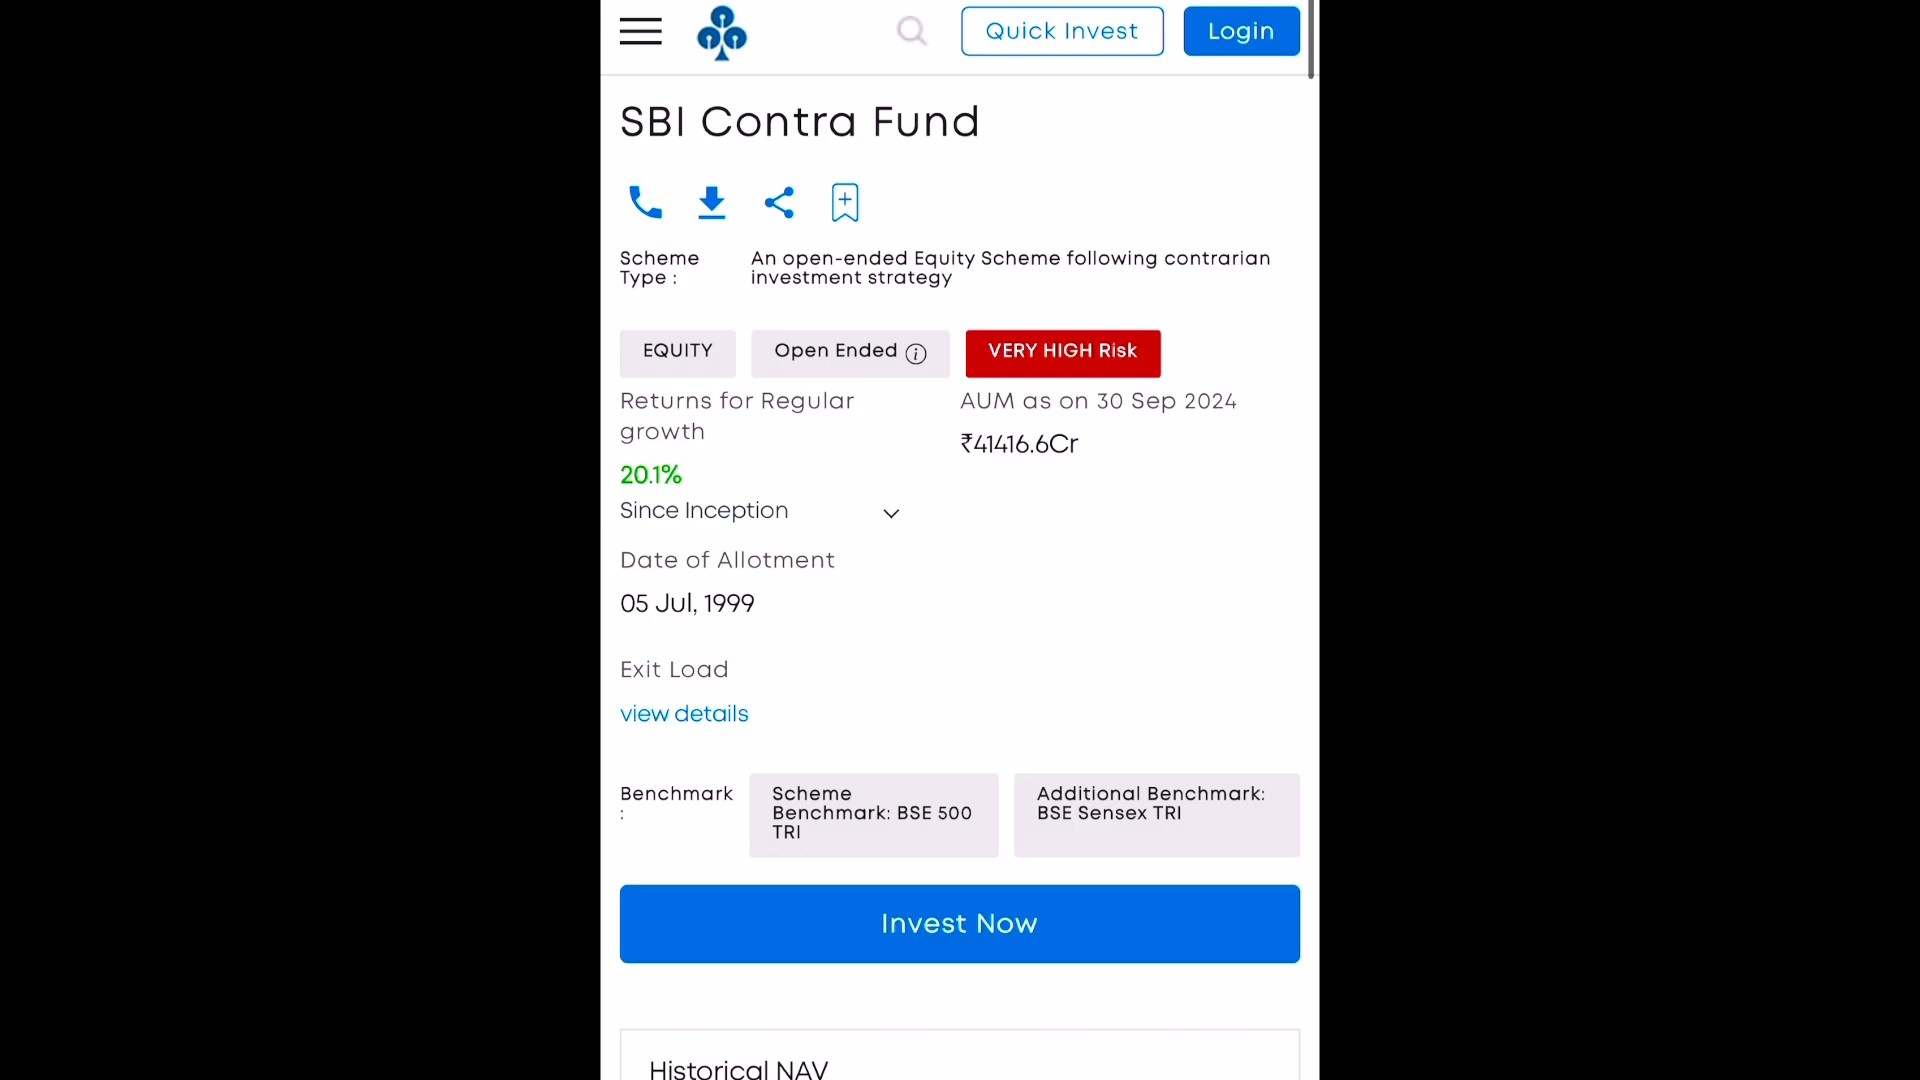 Quick Invest
Login
SBI Contra Fund
Scheme
Type :
An open-ended Equity Scheme following contrarian
investment strategy
EQUITY
Open Ended
VERY HIGH Risk
Returns for Regular
growth
20.1%
Since Inception
AUM as on 30 Sep 2024
₹41416.6Cr
Date of Allotment
05 Jul, 1999
Exit Load
view details
Benchmark
:
Scheme
Benchmark: BSE 500
TRI
Additional Benchmark:
BSE Sensex TRI
Invest Now
Historical NAV